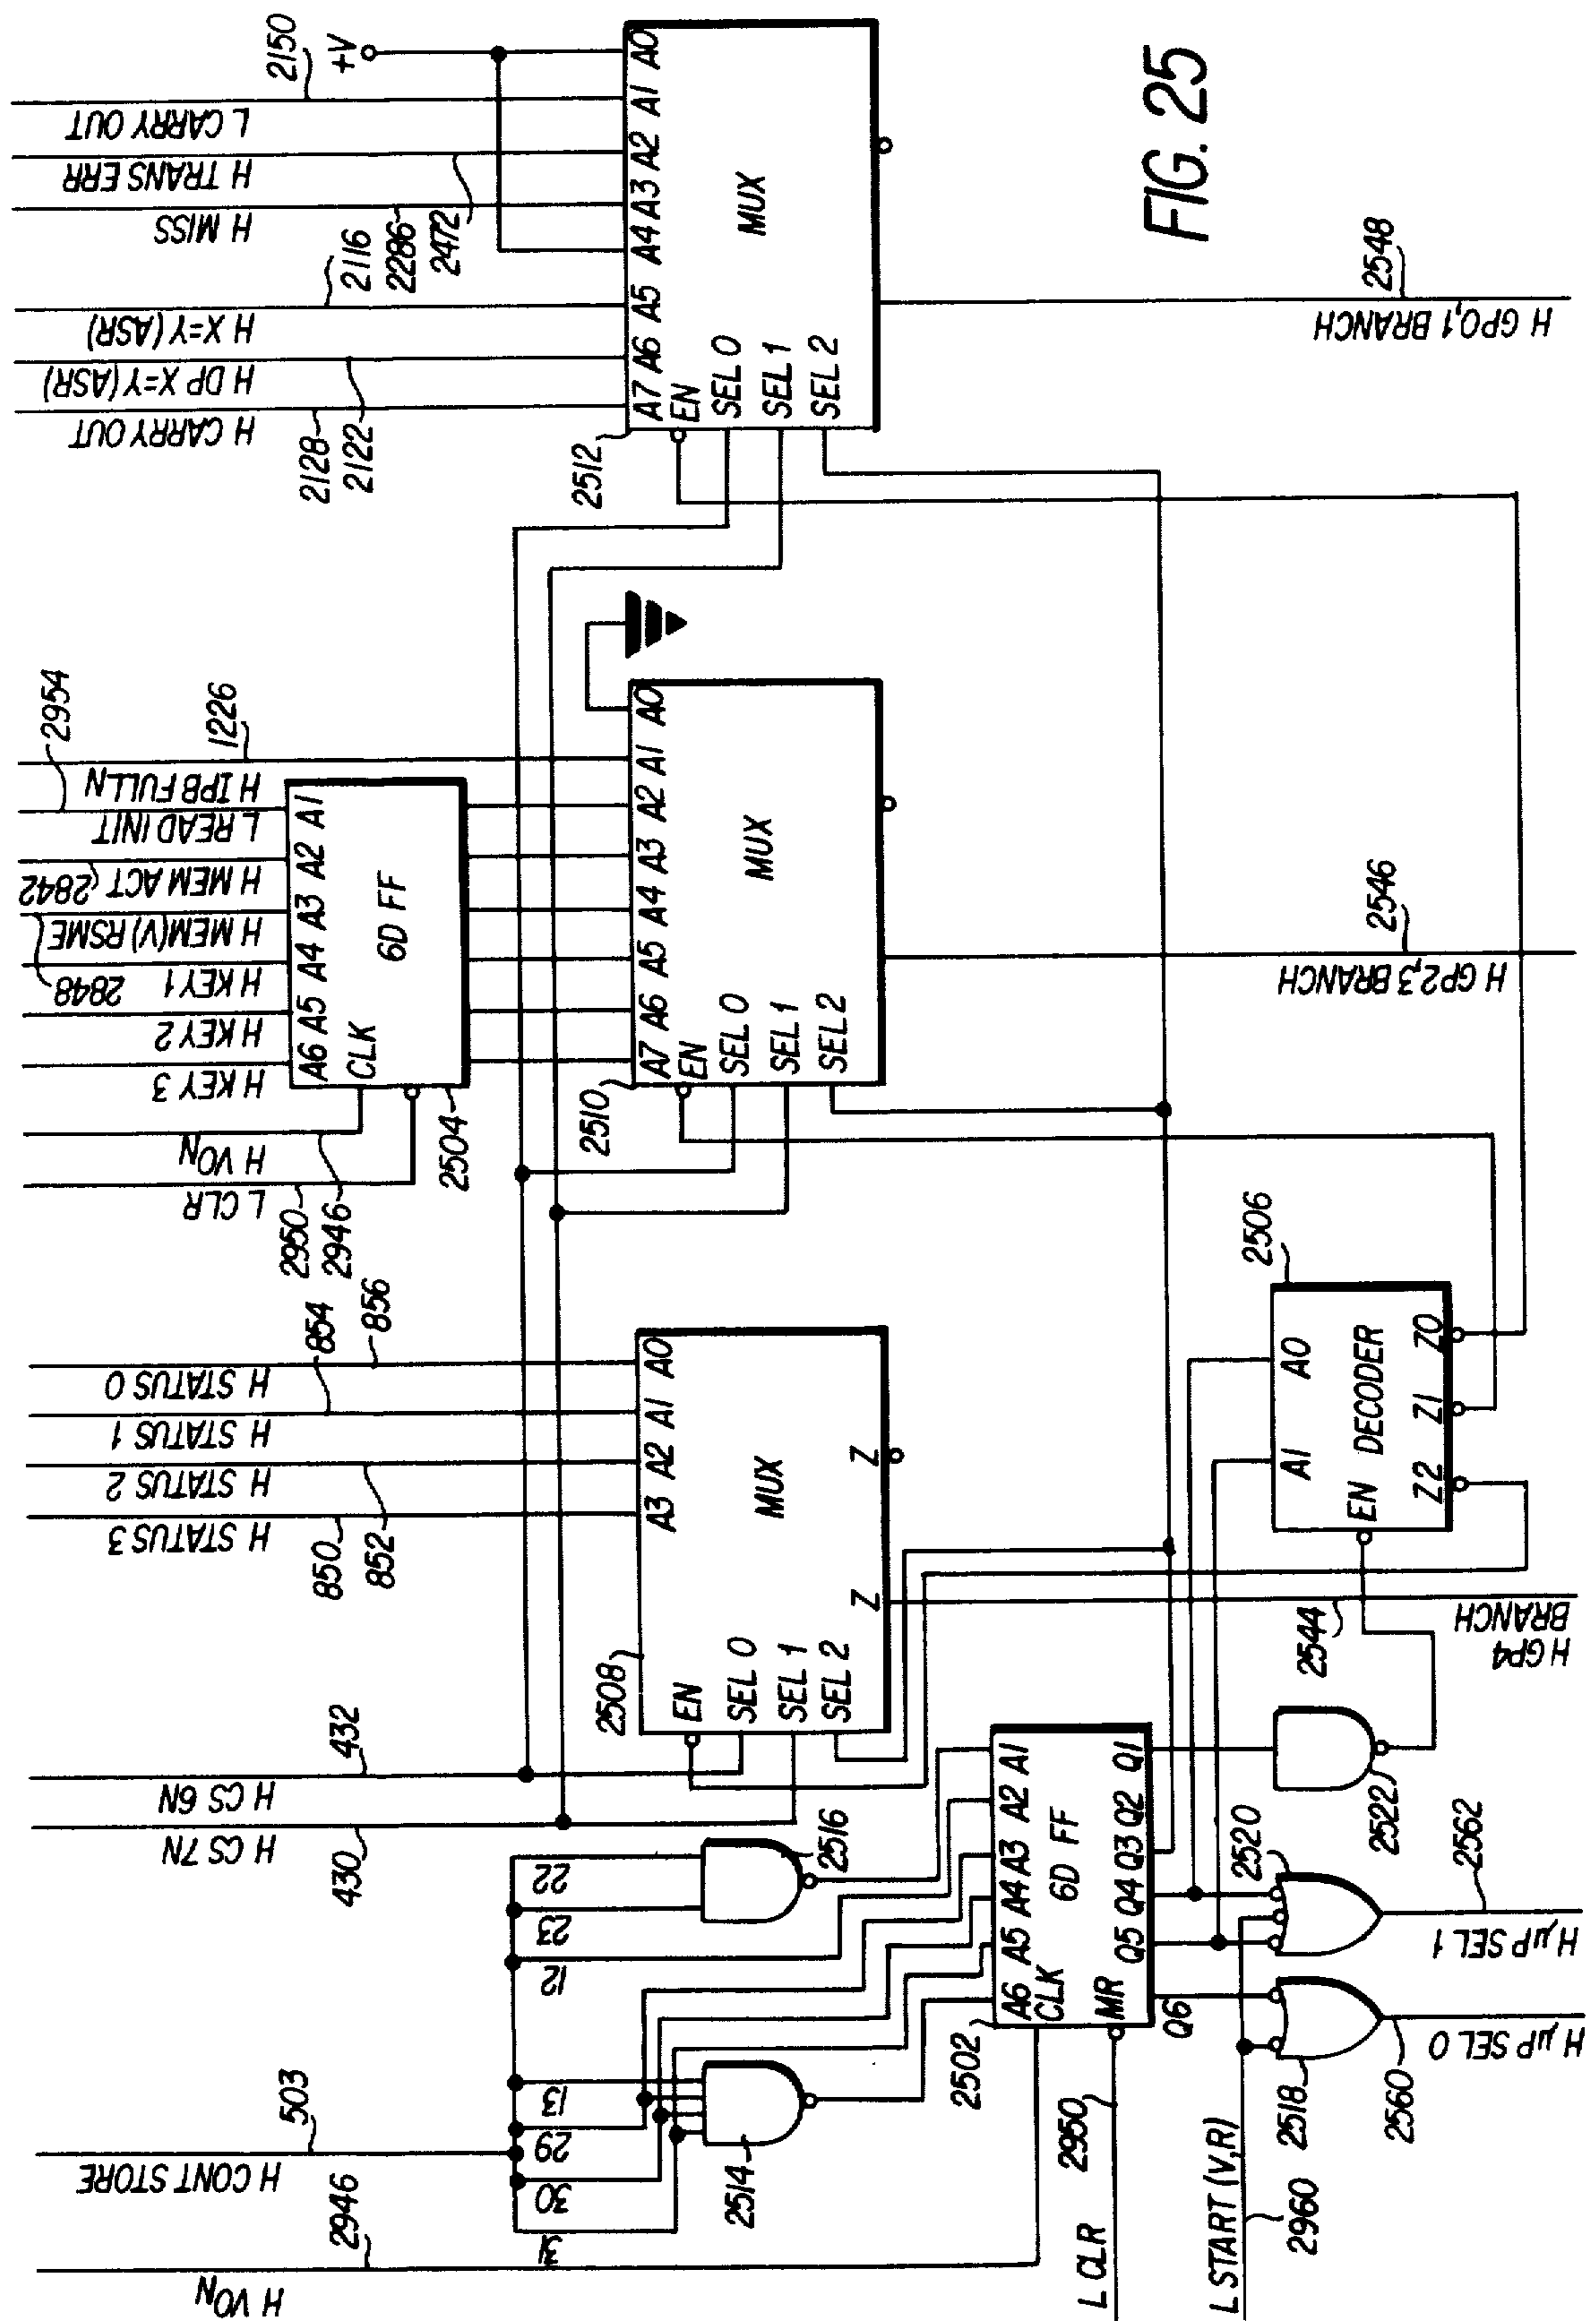 H VON
2946
H CONT STORE
503
31
30
29
13
12
23
22
2514
2516
H CS 7N
430
H CS 6N
432
H STATUS 3
850
H STATUS 2
852
H STATUS 1
854
H STATUS 0
856
L CLR
2950
H VON
2946
H KEY 3
H KEY 2
H KEY 1
H MEM(V) RSME
2848
H MEM ACT
2842
L READ INIT
2954
H IPB FULLN
1226
H CARRY OUT
2128
H DP X=Y (ASR)
2122
H X=Y (ASR)
2116
H MISS
2286
H TRANS ERR
2472
L CARRY OUT
2150
+V
A6 A5 A4 A3 A2 A1
CLK
6D FF
2504
2508
A3 A2 A1 A0
EN
SEL 0
SEL 1
SEL 2
MUX
Z
Z
2510
A7 A6 A5 A4 A3 A2 A1 A0
EN
SEL 0
SEL 1
SEL 2
MUX
2512
A7 A6 A5 A4 A3 A2 A1 A0
EN
SEL 0
SEL 1
SEL 2
MUX
2502
A6 A5 A4 A3 A2 A1
CLK
6D FF
MR
Q6
Q5 Q4 Q3 Q2 Q1
L CLR
2950
L START (V,R)
2960
2518
2520
2522
2506
A1 A0
EN DECODER
Z2 Z1 Z0
H µP SEL 0
2560
H µP SEL 1
2562
H GP4
BRANCH
2544
H GP2,3 BRANCH
2546
H GP0,1 BRANCH
2548
FIG. 25